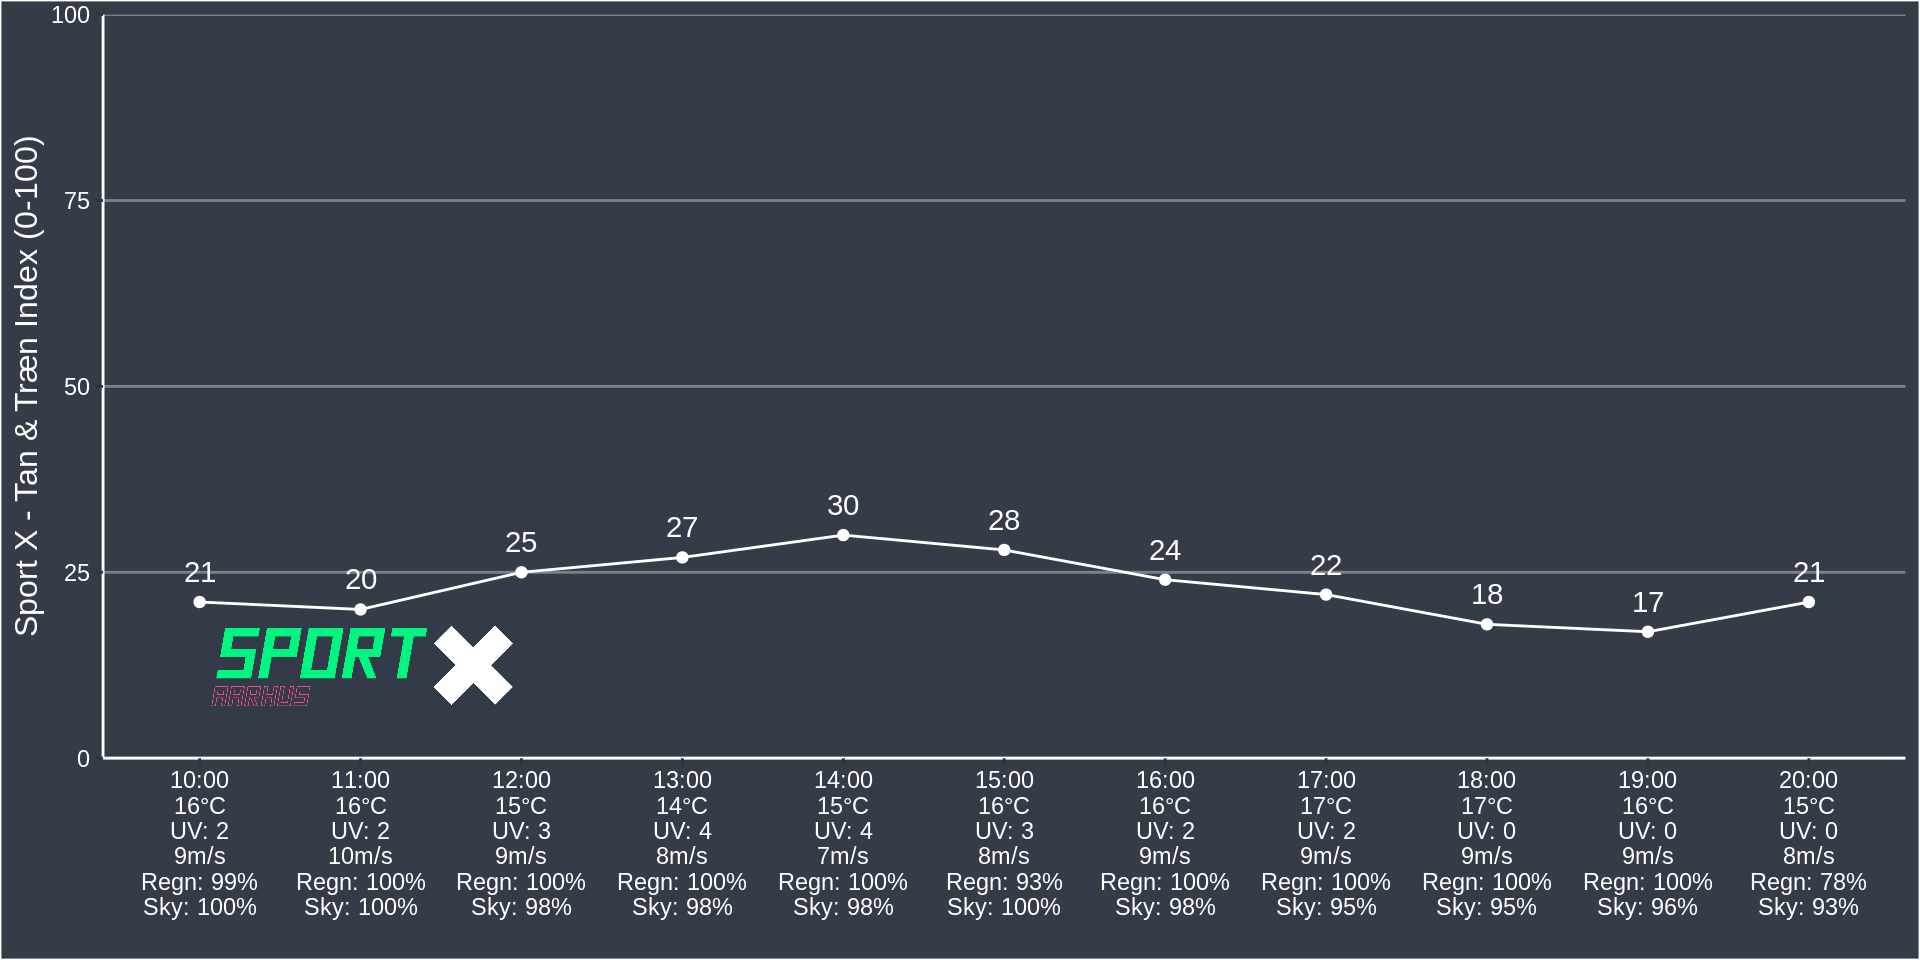 Sport X - Tan & Træn Index (0-100)
100
75
50
25
0
21
20
25
27
30
28
24
22
18
17
21
SPORT X
AARHUS
10:00 11:00 12:00 13:00 14:00 15:00 16:00 17:00 18:00 19:00 20:00
16°C 16°C 15°C 14°C 15°C 16°C 16°C 17°C 17°C 16°C 15°C
UV: 2 UV: 2 UV: 3 UV: 4 UV: 4 UV: 3 UV: 2 UV: 2 UV: 0 UV: 0 UV: 0
9m/s 10m/s 9m/s 8m/s 7m/s 8m/s 9m/s 9m/s 9m/s 9m/s 8m/s
Regn: 99% Regn: 100% Regn: 100% Regn: 100% Regn: 100% Regn: 93% Regn: 100% Regn: 100% Regn: 100% Regn: 100% Regn: 78%
Sky: 100% Sky: 100% Sky: 98% Sky: 98% Sky: 98% Sky: 100% Sky: 98% Sky: 95% Sky: 95% Sky: 96% Sky: 93%